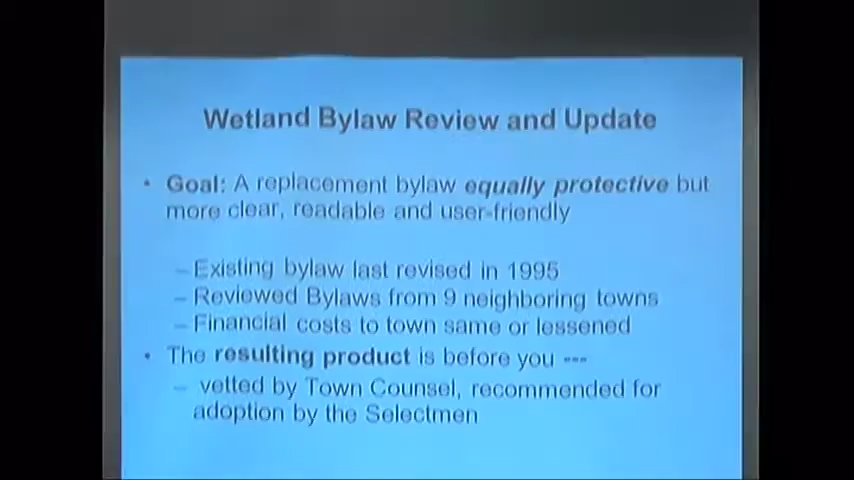 Wetland Bylaw Review and Update
• Goal: A replacement bylaw equally protective but
more clear, readable and user-friendly
– Existing bylaw last revised in 1995
– Reviewed Bylaws from 9 neighboring towns
– Financial costs to town same or lessened
• The resulting product is before you ---
– vetted by Town Counsel, recommended for
adoption by the Selectmen